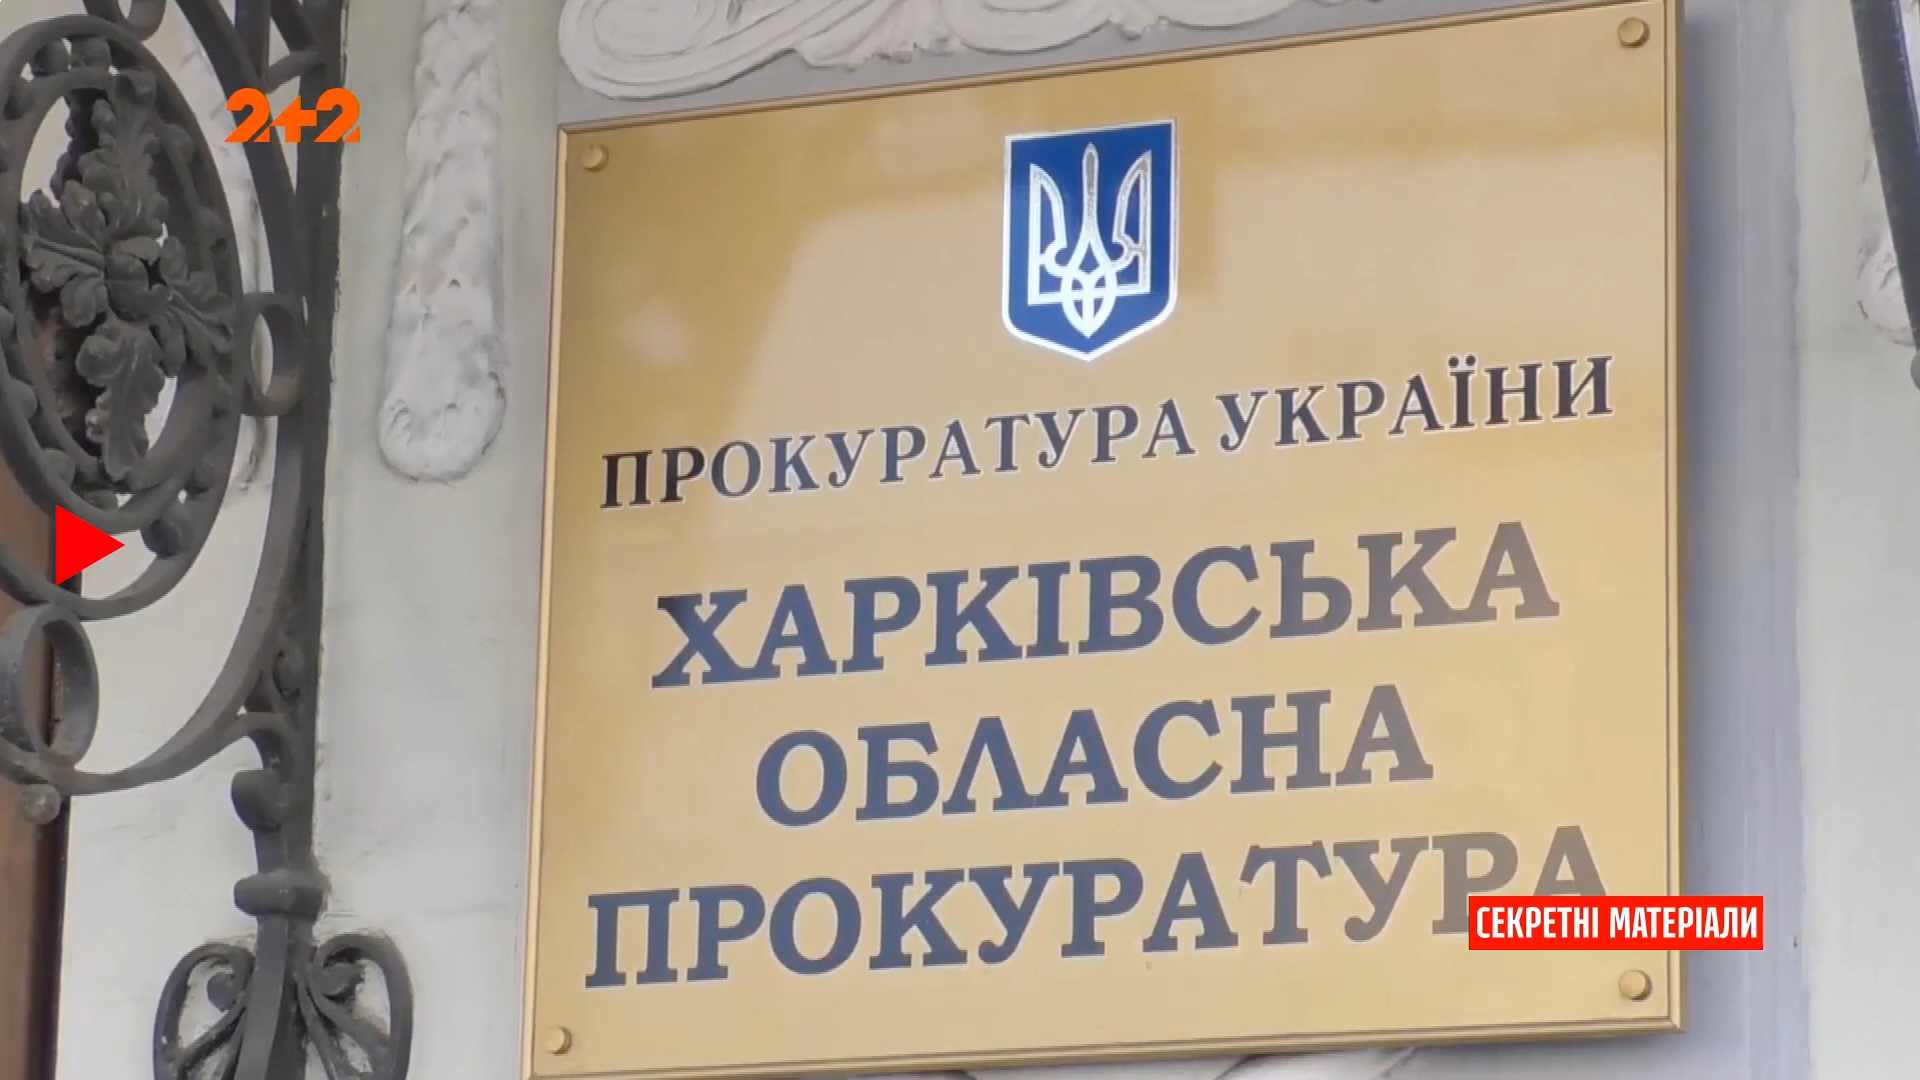 2+2
ПРОКУРАТУРА УКРАЇНИ
ХАРКІВСЬКА
ОБЛАСНА
ПРОКУРАТУРА
СЕКРЕТНІ МАТЕРІАЛИ